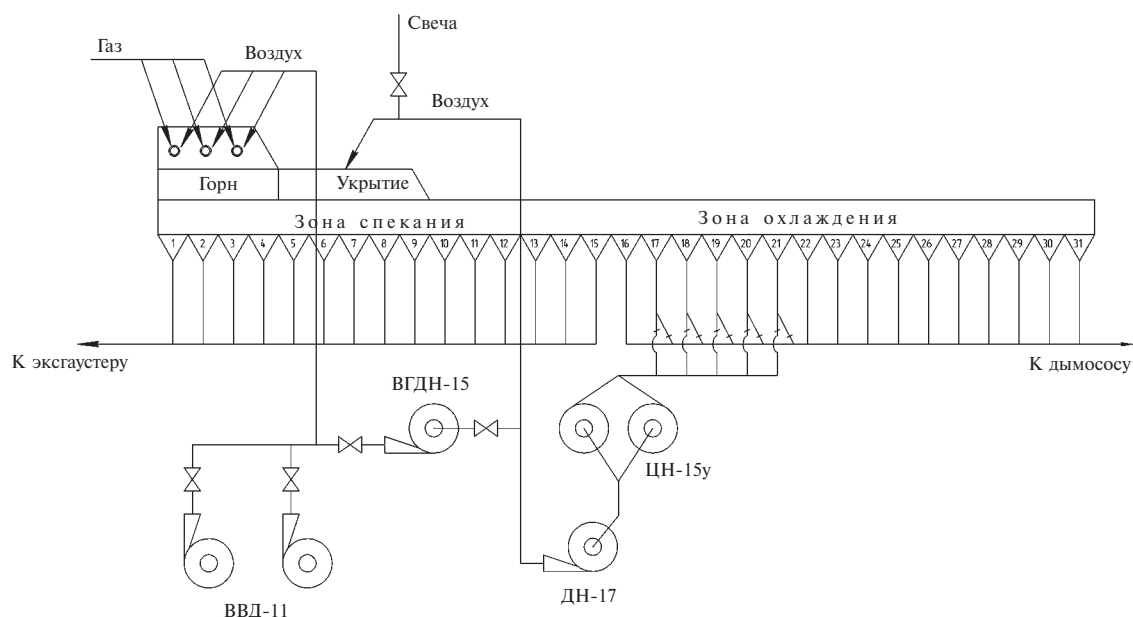 Свеча
Газ
Воздух
Воздух
Горн
Укрытие
Зона спекания
Зона охлаждения
1 2 3 4 5 6 7 8 9 10 11 12 13 14 15 16 17 18 19 20 21 22 23 24 25 26 27 28 29 30 31
К эксгаустеру
К дымососу
ВГДН-15
ЦН-15у
ДН-17
ВВД-11